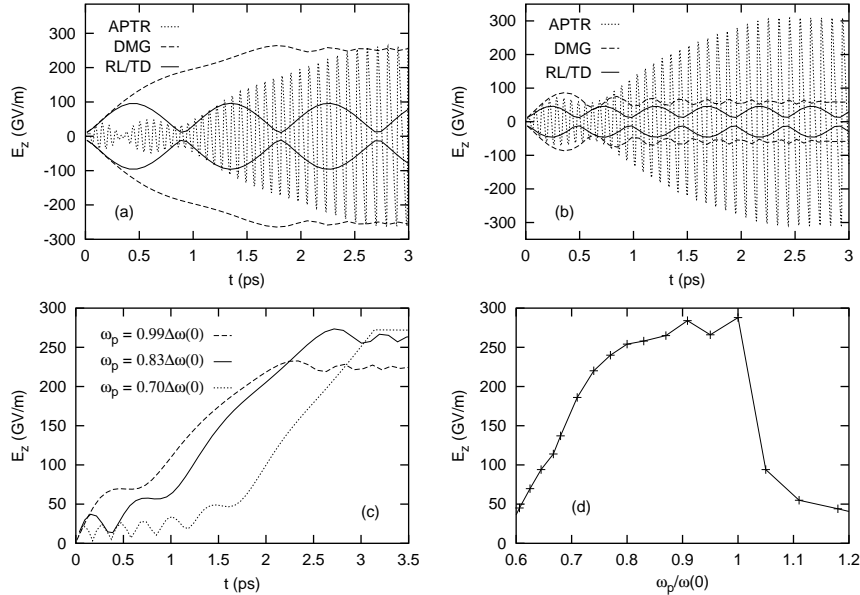 300
200
100
0
-100
-200
-300
E_z (GV/m)
APTR
DMG
RL/TD
(a)
0 0.5 1 1.5 2 2.5 3
t (ps)
300
200
100
0
-100
-200
-300
E_z (GV/m)
APTR
DMG
RL/TD
(b)
0 0.5 1 1.5 2 2.5 3
t (ps)
300
250
200
150
100
50
0
E_z (GV/m)
ω_p = 0.99Δω(0)
ω_p = 0.83Δω(0)
ω_p = 0.70Δω(0)
(c)
0 0.5 1 1.5 2 2.5 3 3.5
t (ps)
300
250
200
150
100
50
0
E_z (GV/m)
(d)
0.6 0.7 0.8 0.9 1 1.1 1.2
ω_p/ω(0)